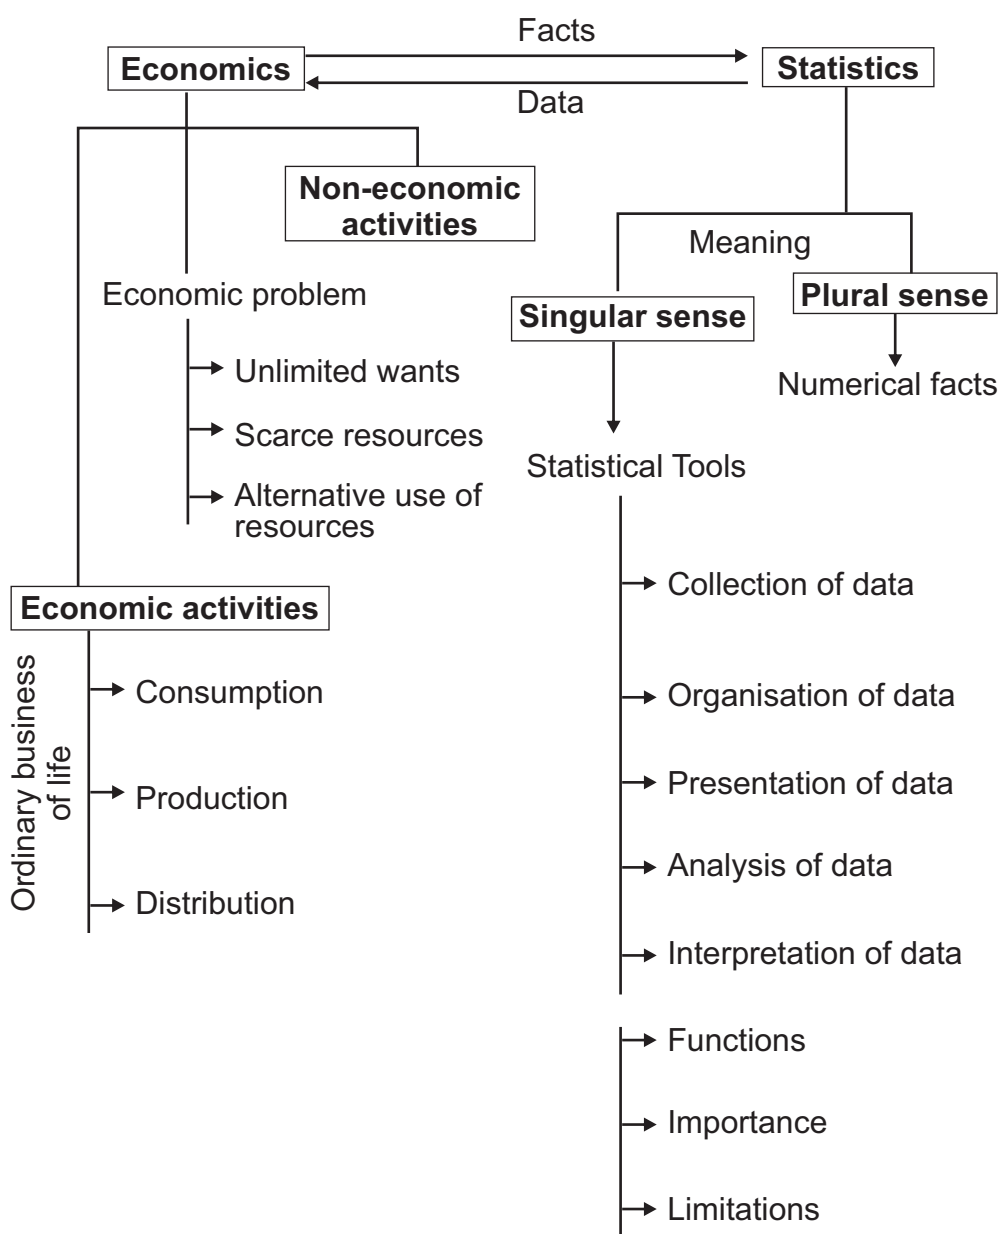 Facts
Economics
Statistics
Data
Non-economic
activities
Meaning
Economic problem
Singular sense
Plural sense
Unlimited wants
Numerical facts
Scarce resources
Statistical Tools
Alternative use of
resources
Collection of data
Economic activities
Ordinary business
of life
Consumption
Organisation of data
Production
Presentation of data
Analysis of data
Distribution
Interpretation of data
Functions
Importance
Limitations